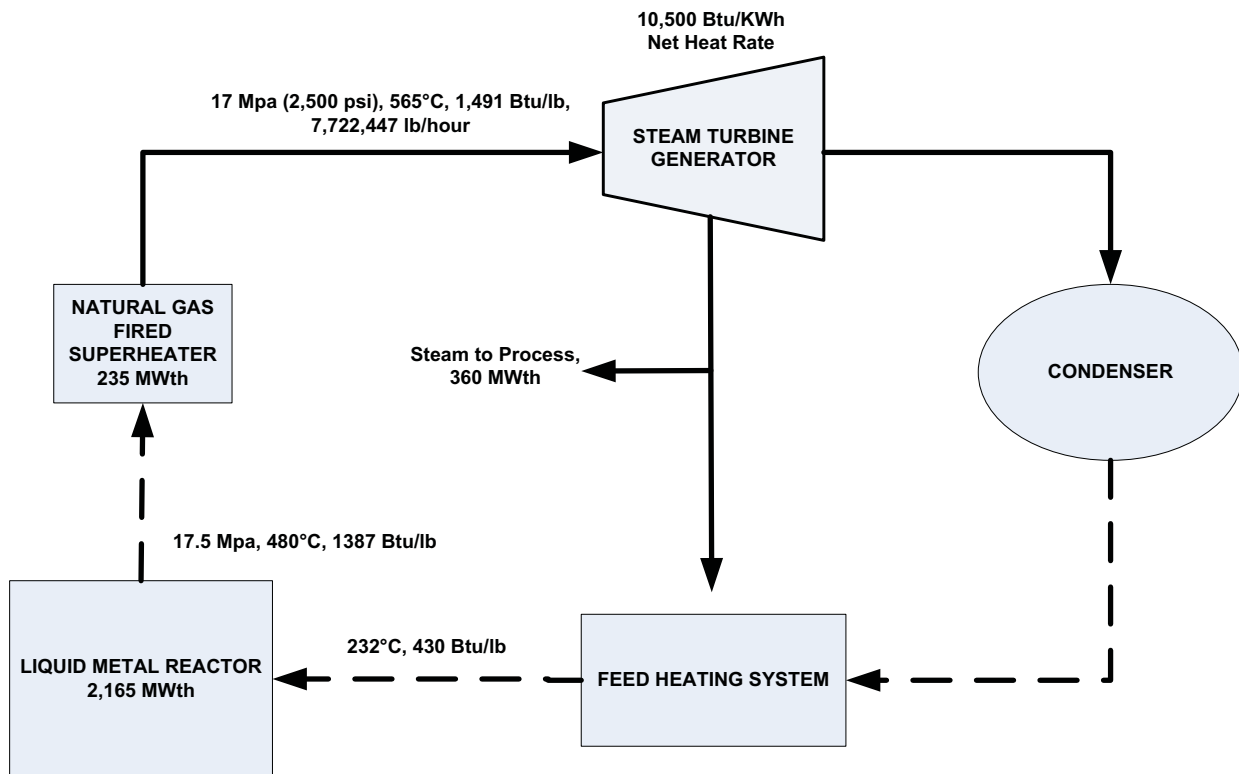 10,500 Btu/KWh
Net Heat Rate
17 Mpa (2,500 psi), 565°C, 1,491 Btu/lb,
7,722,447 lb/hour
STEAM TURBINE
GENERATOR
NATURAL GAS
FIRED
SUPERHEATER
235 MWth
Steam to Process,
360 MWth
CONDENSER
17.5 Mpa, 480°C, 1387 Btu/lb
232°C, 430 Btu/lb
LIQUID METAL REACTOR
2,165 MWth
FEED HEATING SYSTEM